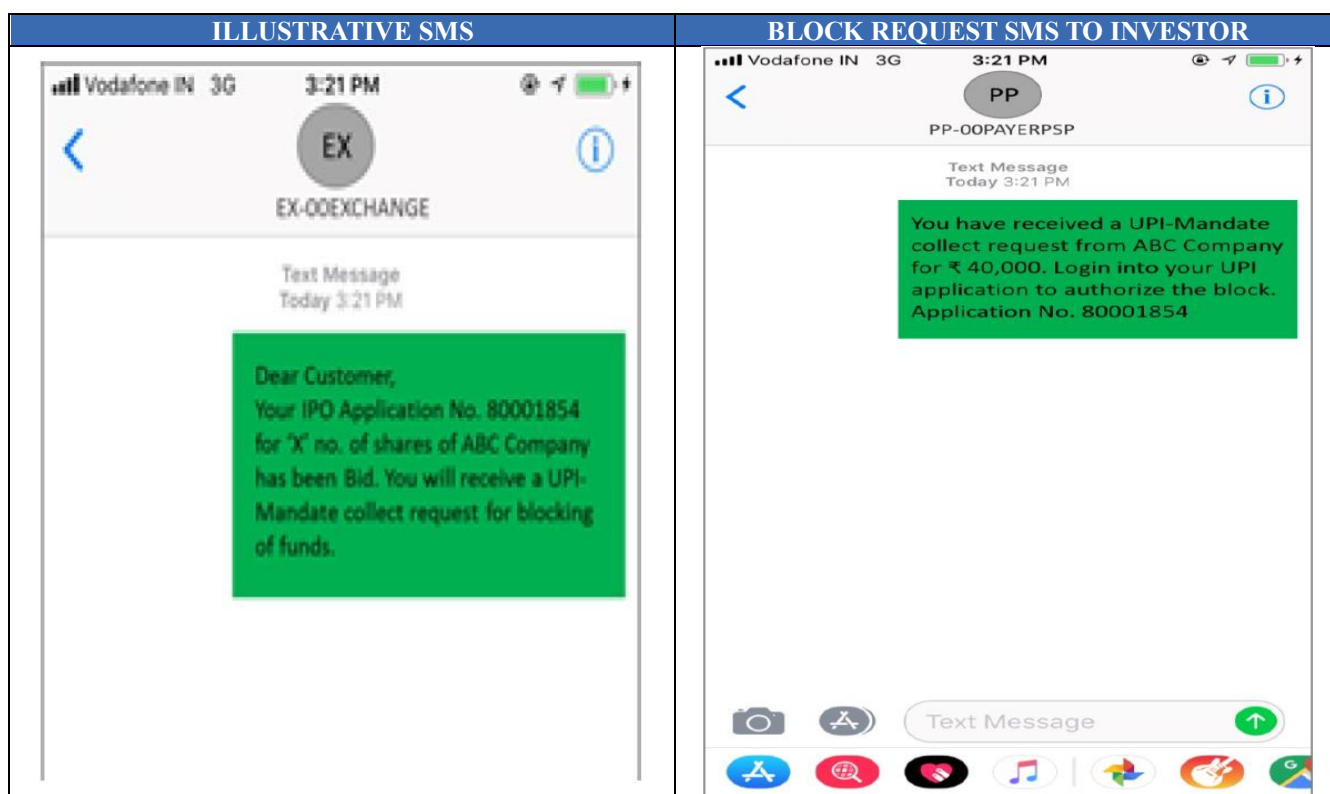 ILLUSTRATIVE SMS
Vodafone IN 3G 3:21 PM
EX
EX-00EXCHANGE
Text Message
Today 3:21 PM
Dear Customer,
Your IPO Application No. 80001854
for 'X' no. of shares of ABC Company
has been Bid. You will receive a UPI-
Mandate collect request for blocking
of funds.
BLOCK REQUEST SMS TO INVESTOR
Vodafone IN 3G 3:21 PM
PP
PP-00PAYERPSP
Text Message
Today 3:21 PM
You have received a UPI-Mandate
collect request from ABC Company
for ₹ 40,000. Login into your UPI
application to authorize the block.
Application No. 80001854
Text Message
G